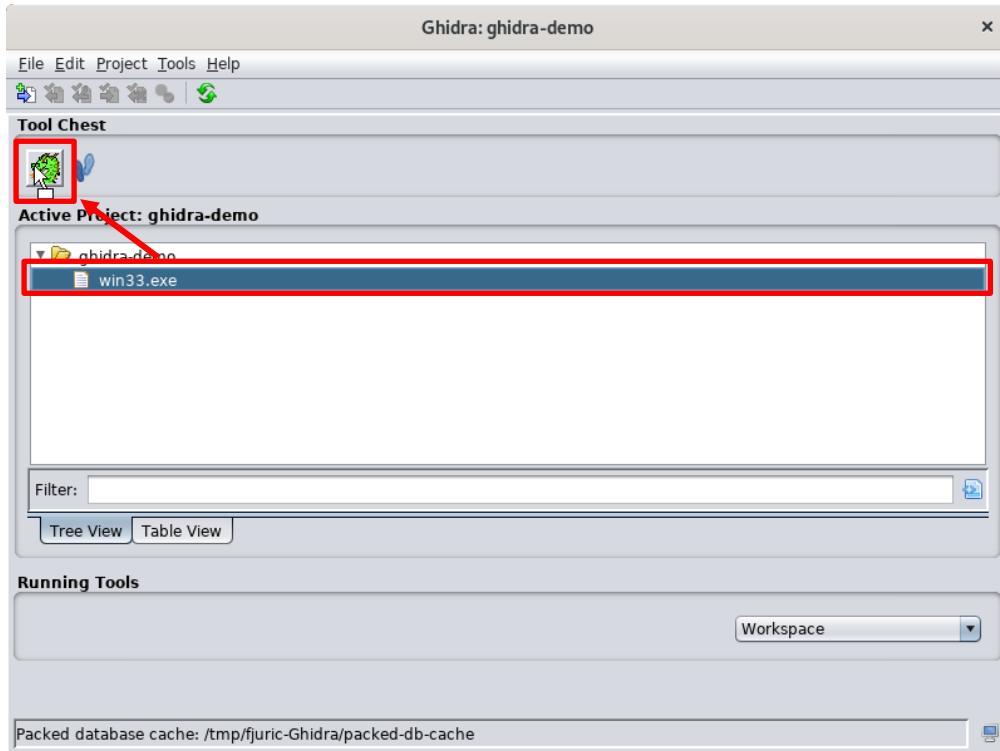 Ghidra: ghidra-demo
File Edit Project Tools Help
Tool Chest
Active Project: ghidra-demo
ghidra-demo
win33.exe
Filter:
Tree View Table View
Running Tools
Workspace
Packed database cache: /tmp/fjuric-Ghidra/packed-db-cache